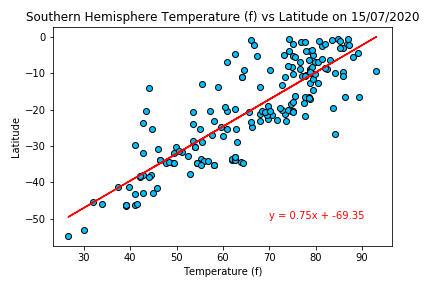 Southern Hemisphere Temperature (f) vs Latitude on 15/07/2020
0
−10
−20
−30
−40
−50
Latitude
y = 0.75x + -69.35
30 40 50 60 70 80 90
Temperature (f)